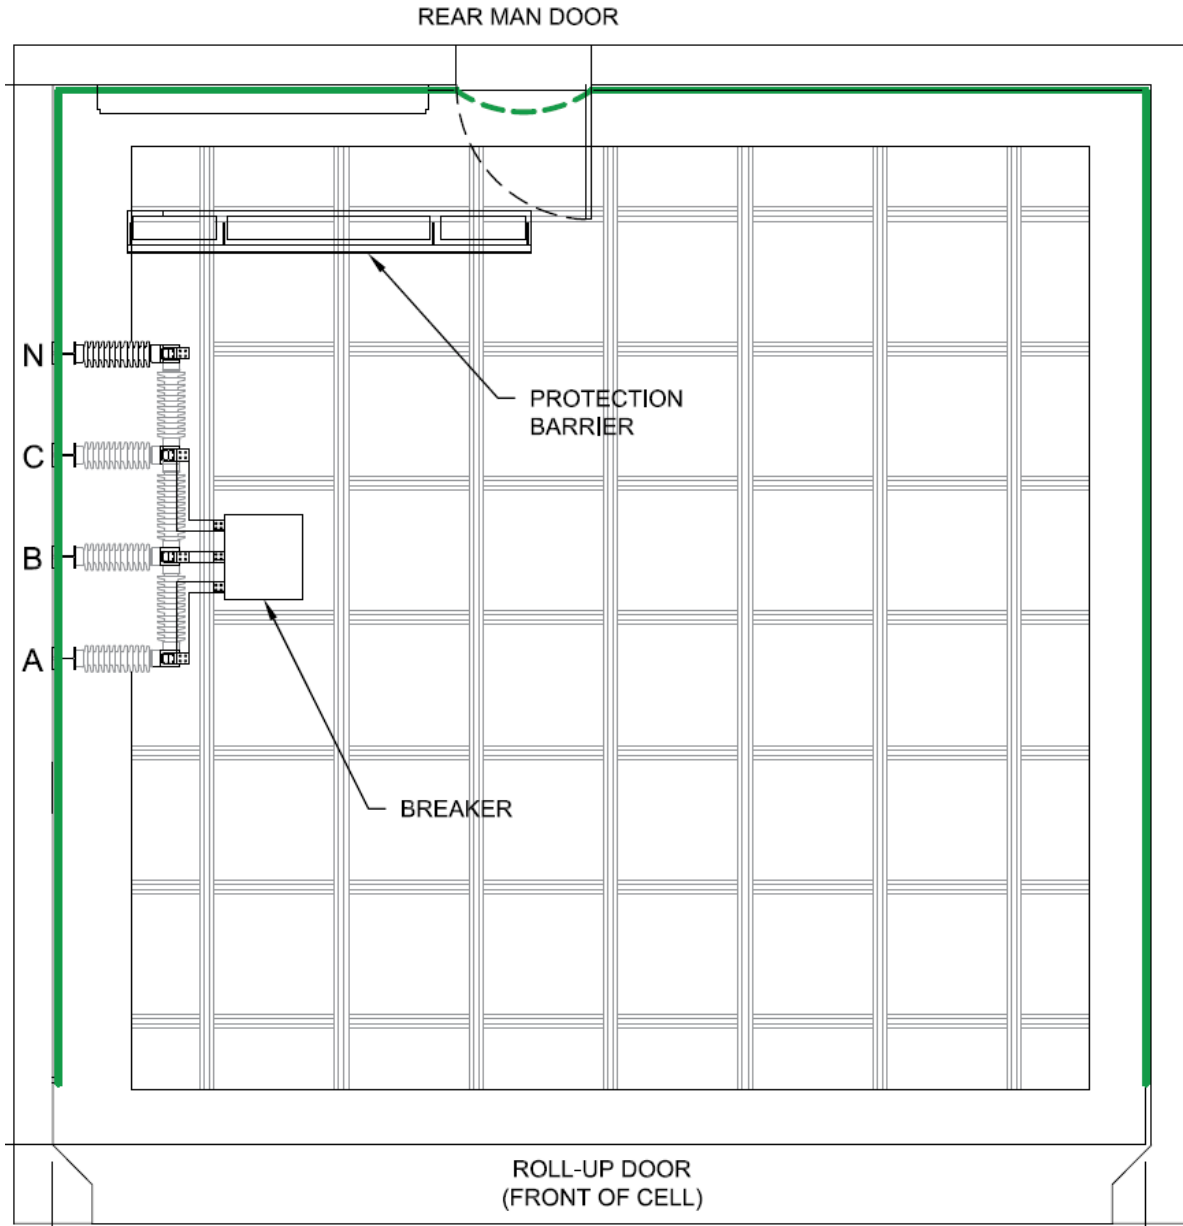 REAR MAN DOOR
N
PROTECTION
BARRIER
C
B
A
BREAKER
ROLL-UP DOOR
(FRONT OF CELL)